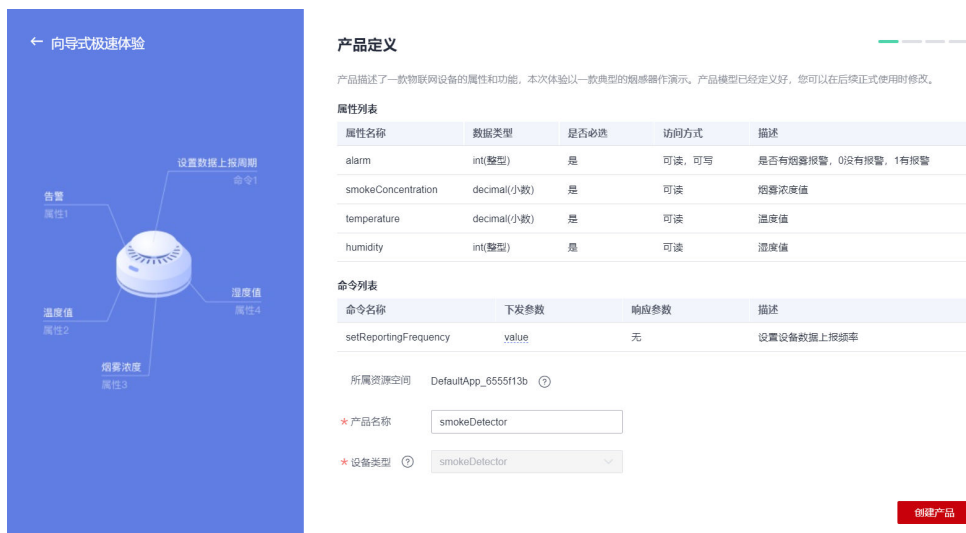 ← 向导式极速体验
设置数据上报周期
命令1
告警
属性1
湿度值
属性4
温度值
属性2
烟雾浓度
属性3
产品定义
产品描述了一款物联网设备的属性和功能，本次体验以一款典型的烟感器作演示。产品模型已经定义好，您可以在后续正式使用时修改。
属性列表
属性名称 数据类型 是否必选 访问方式 描述
alarm int(整型) 是 可读，可写 是否有烟雾报警，0没有报警，1有报警
smokeConcentration decimal(小数) 是 可读 烟雾浓度值
temperature decimal(小数) 是 可读 温度值
humidity int(整型) 是 可读 湿度值
命令列表
命令名称 下发参数 响应参数 描述
setReportingFrequency value 无 设置设备数据上报频率
所属资源空间 DefaultApp_6555f13b ?
* 产品名称 smokeDetector
* 设备类型 ? smokeDetector
创建产品